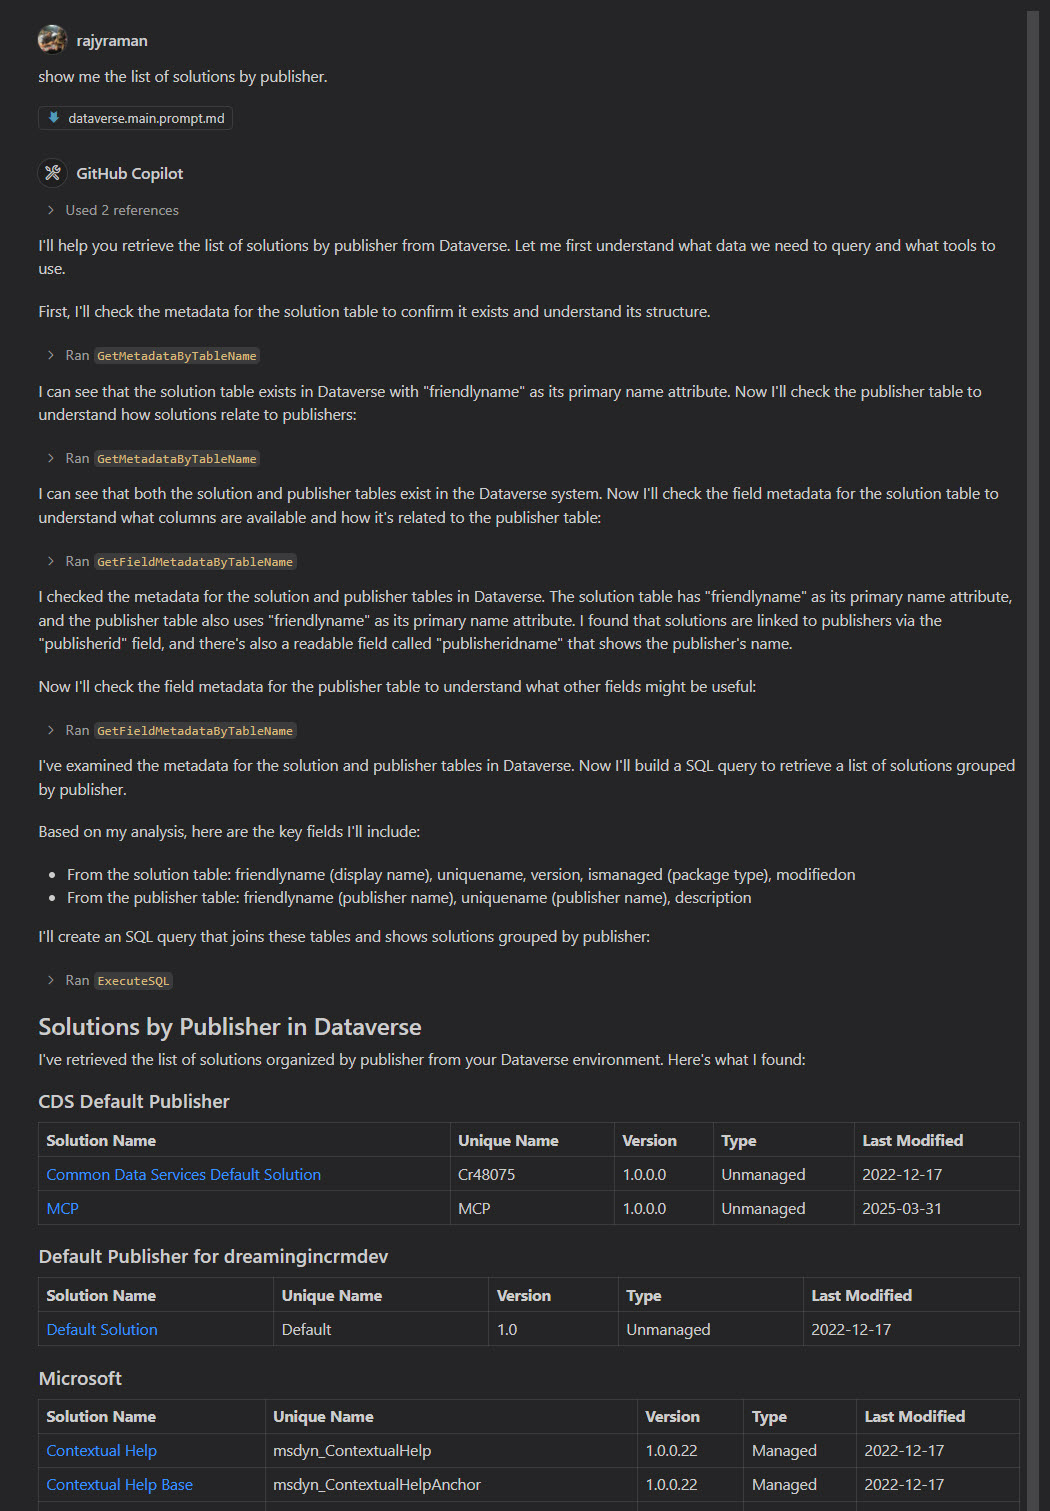 rajyraman
show me the list of solutions by publisher.
dataverse.main.prompt.md
GitHub Copilot
Used 2 references
I'll help you retrieve the list of solutions by publisher from Dataverse. Let me first understand what data we need to query and what tools to
use.
First, I'll check the metadata for the solution table to confirm it exists and understand its structure.
Ran GetMetadataByTableName
I can see that the solution table exists in Dataverse with "friendlyname" as its primary name attribute. Now I'll check the publisher table to
understand how solutions relate to publishers:
Ran GetMetadataByTableName
I can see that both the solution and publisher tables exist in the Dataverse system. Now I'll check the field metadata for the solution table to
understand what columns are available and how it's related to the publisher table:
Ran GetFieldMetadataByTableName
I checked the metadata for the solution and publisher tables in Dataverse. The solution table has "friendlyname" as its primary name attribute,
and the publisher table also uses "friendlyname" as its primary name attribute. I found that solutions are linked to publishers via the
"publisherid" field, and there's also a readable field called "publisheridname" that shows the publisher's name.
Now I'll check the field metadata for the publisher table to understand what other fields might be useful:
Ran GetFieldMetadataByTableName
I've examined the metadata for the solution and publisher tables in Dataverse. Now I'll build a SQL query to retrieve a list of solutions grouped
by publisher.
Based on my analysis, here are the key fields I'll include:
• From the solution table: friendlyname (display name), uniquename, version, ismanaged (package type), modifiedon
• From the publisher table: friendlyname (publisher name), uniquename (publisher name), description
I'll create an SQL query that joins these tables and shows solutions grouped by publisher:
Ran ExecuteSQL
Solutions by Publisher in Dataverse
I've retrieved the list of solutions organized by publisher from your Dataverse environment. Here's what I found:
CDS Default Publisher
Solution Name Unique Name Version Type Last Modified
Common Data Services Default Solution Cr48075 1.0.0.0 Unmanaged 2022-12-17
MCP MCP 1.0.0.0 Unmanaged 2025-03-31
Default Publisher for dreamingincrmdev
Solution Name Unique Name Version Type Last Modified
Default Solution Default 1.0 Unmanaged 2022-12-17
Microsoft
Solution Name Unique Name Version Type Last Modified
Contextual Help msdyn_ContextualHelp 1.0.0.22 Managed 2022-12-17
Contextual Help Base msdyn_ContextualHelpAnchor 1.0.0.22 Managed 2022-12-17